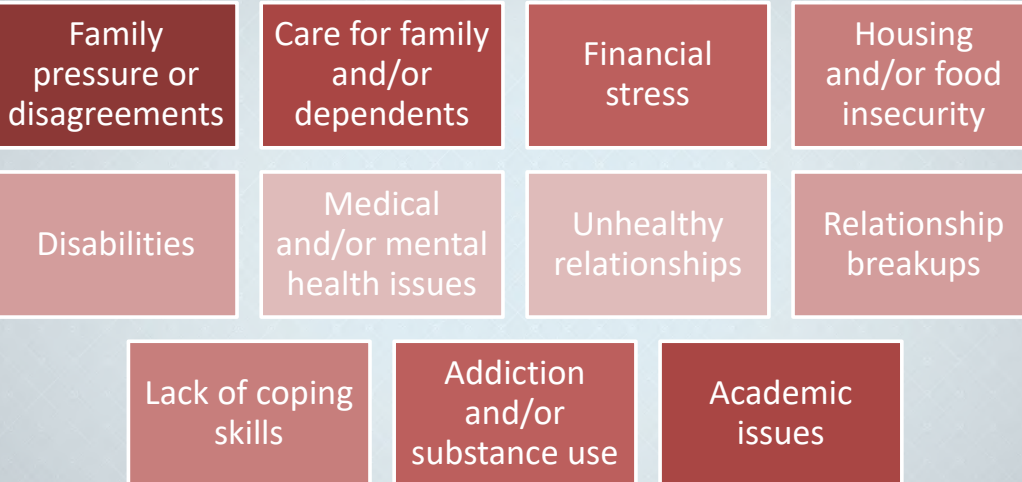 Family
pressure or
disagreements
Care for family
and/or
dependents
Financial
stress
Housing
and/or food
insecurity
Disabilities
Medical
and/or mental
health issues
Unhealthy
relationships
Relationship
breakups
Lack of coping
skills
Addiction
and/or
substance use
Academic
issues